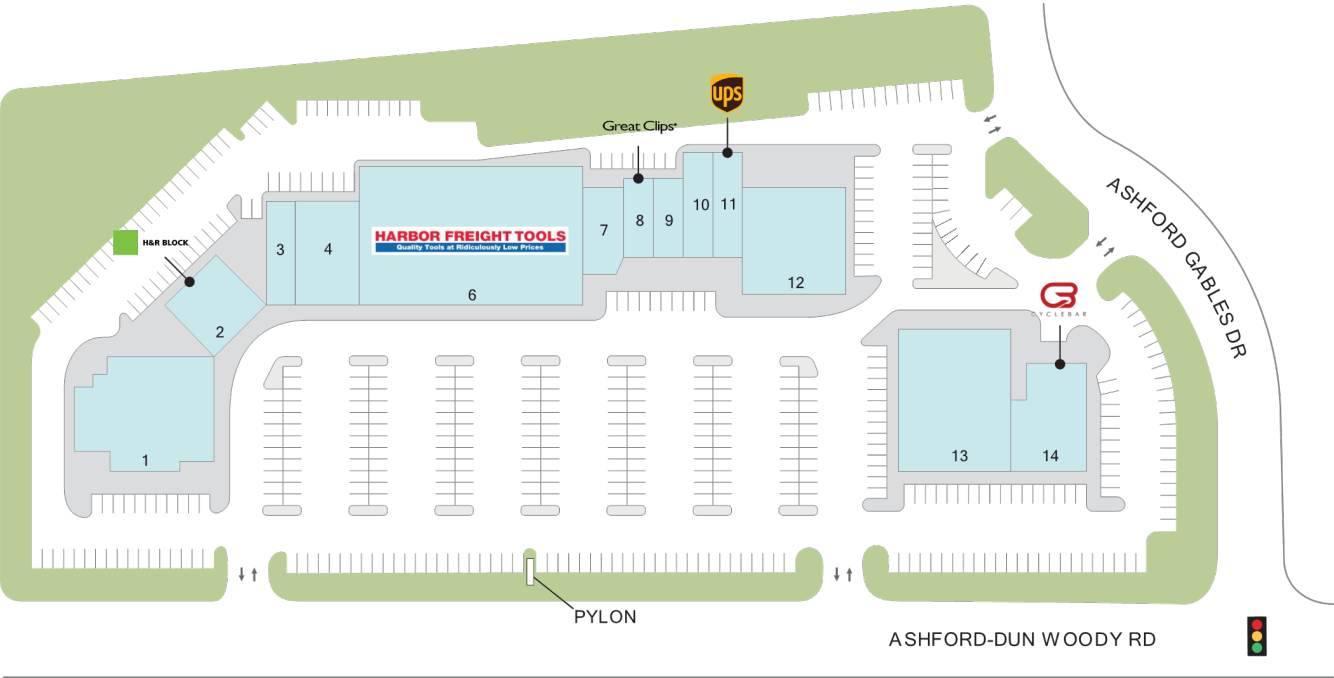 ups
Great Clips
ASHFORD GABLES DR
H&R BLOCK
3
4
HARBOR FREIGHT TOOLS
Quality Tools at Ridiculously Low Prices
6
7
8
9
10
11
12
2
CYCLEBAR
1
13
14
PYLON
ASHFORD-DUN WOODY RD